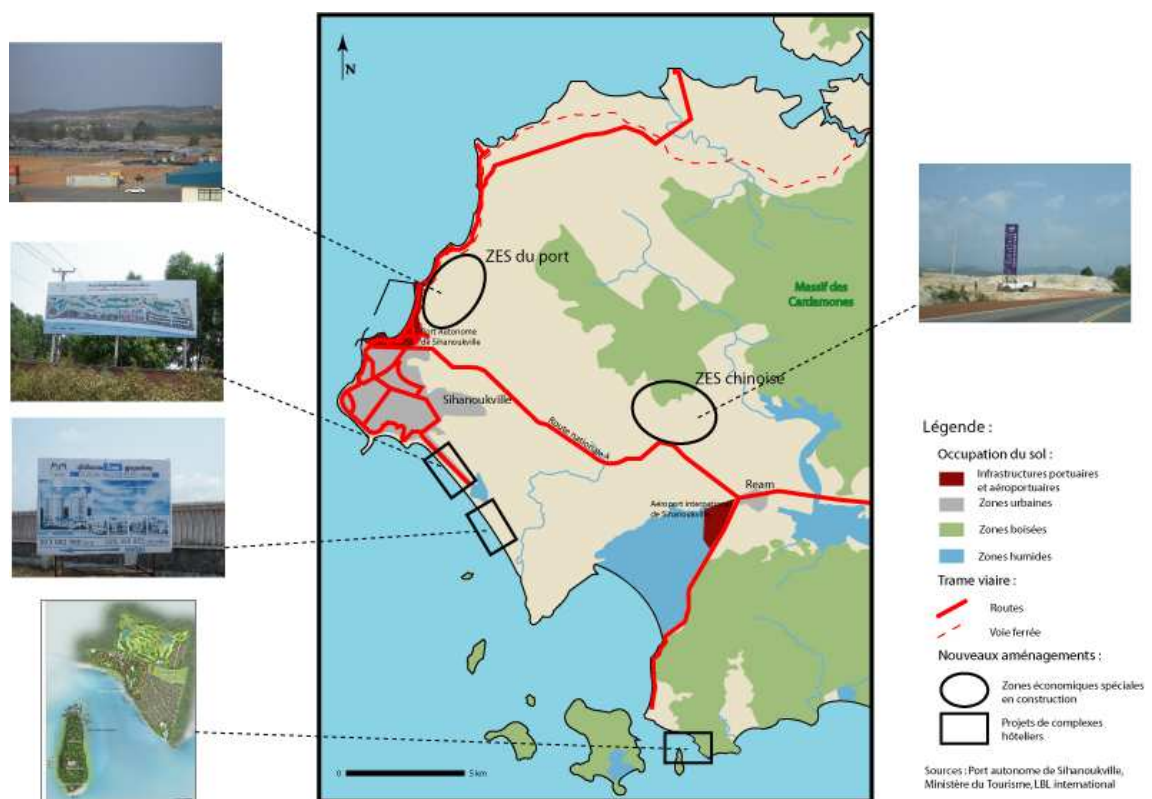 N
ZES du port
Massif des
Cardamones
Port Autonome
de Sihanoukville
ZES chinoise
Sihanoukville
Route nationale 4
Ream
Aéroport international
de Sihanoukville
0
5 km
Légende :
Occupation du sol :
Infrastructures portuaires
et aéroportuaires
Zones urbaines
Zones boisées
Zones humides
Trame viaire :
Routes
Voie ferrée
Nouveaux aménagements :
Zones économiques spéciales
en construction
Projets de complexes
hôteliers
Sources : Port autonome de Sihanoukville,
Ministère du Tourisme, LBL international